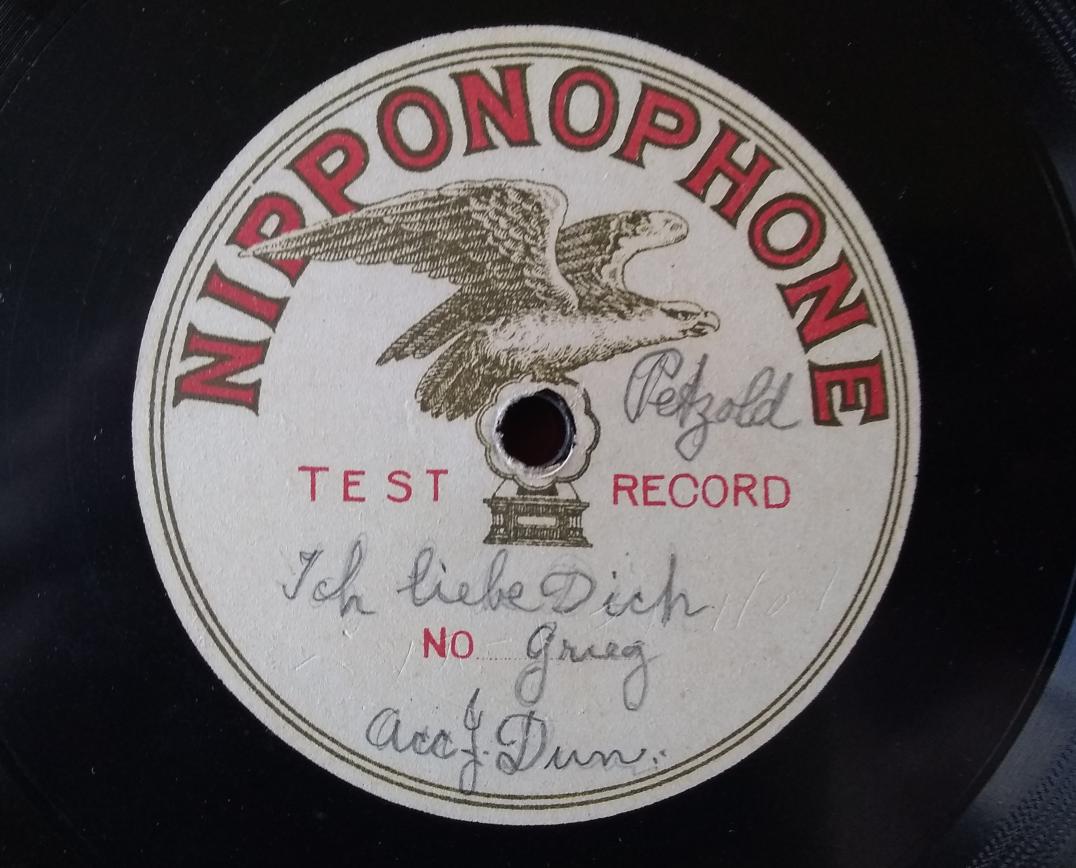 NIPPONOPHONE
Petzold
TEST RECORD
Ich liebe Dich
NO Grieg
Acc J. Dun.